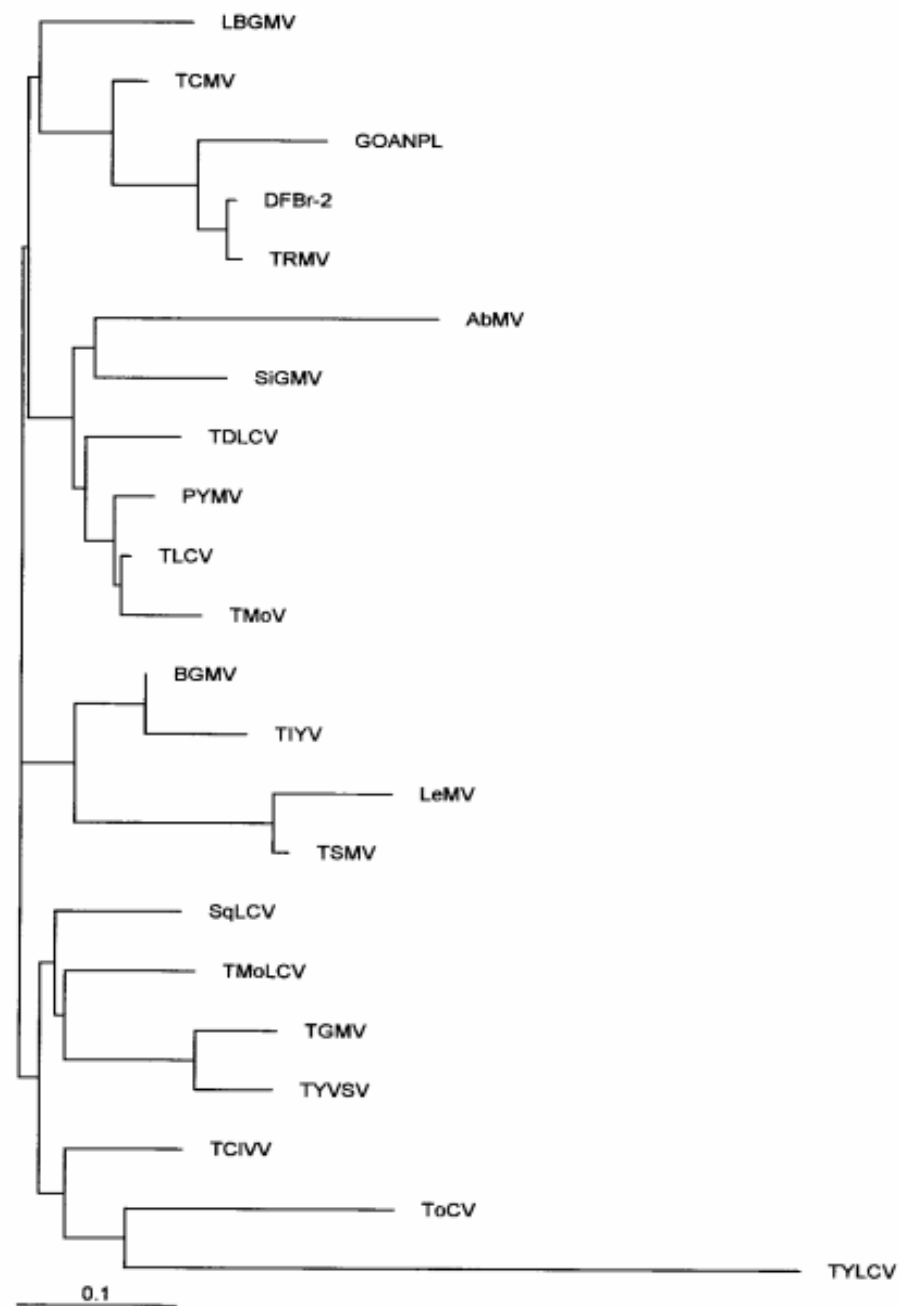 LBGMV
TCMV
GOANPL
DFBr-2
TRMV
AbMV
SiGMV
TDLCV
PYMV
TLCV
TMoV
BGMV
TIYV
LeMV
TSMV
SqLCV
TMoLCV
TGMV
TYVSV
TCIVV
ToCV
TYLCV
0.1